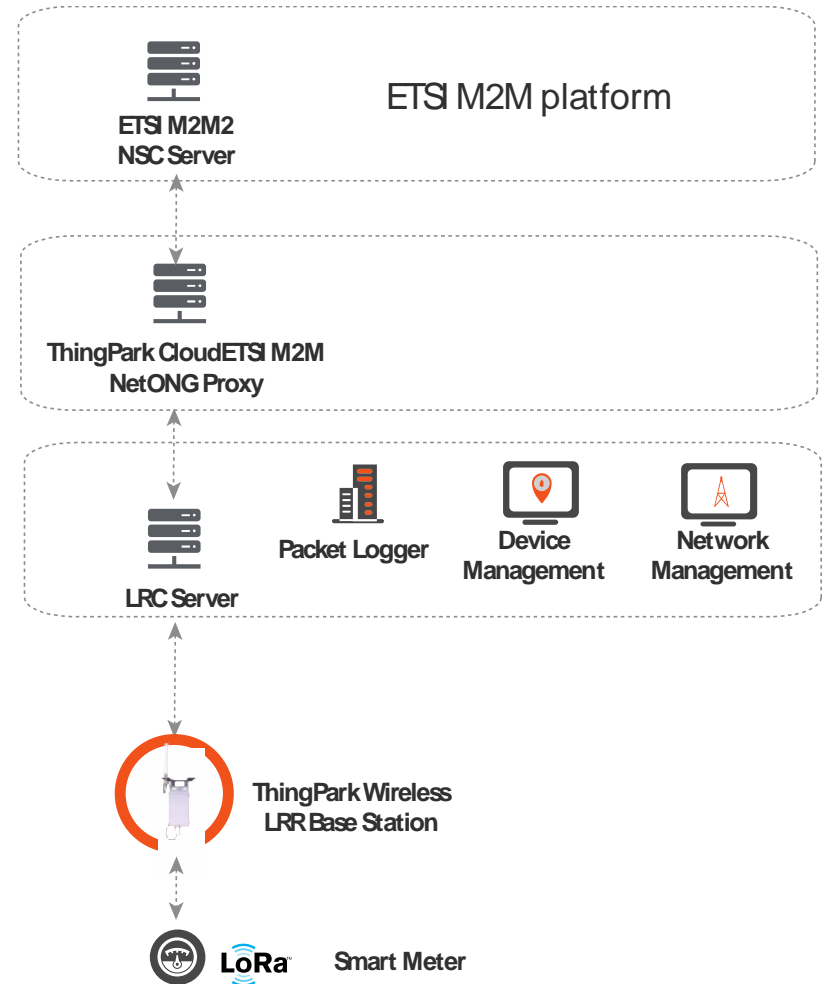 ETSI M2M platform
ETSI M2M2
NSC Server
ThingPark CloudETSI M2M
NetONG Proxy
Packet Logger
Device
Management
Network
Management
LRC Server
ThingPark Wireless
LRR Base Station
LoRa
Smart Meter